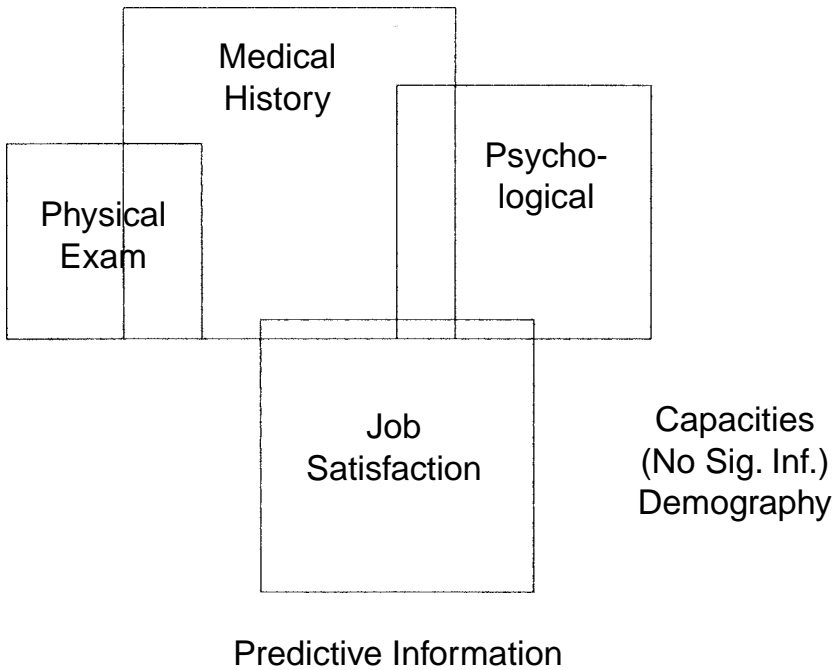 Medical
History
Psycho-
logical
Physical
Exam
Job
Satisfaction
Capacities
(No Sig. Inf.)
Demography
Predictive Information